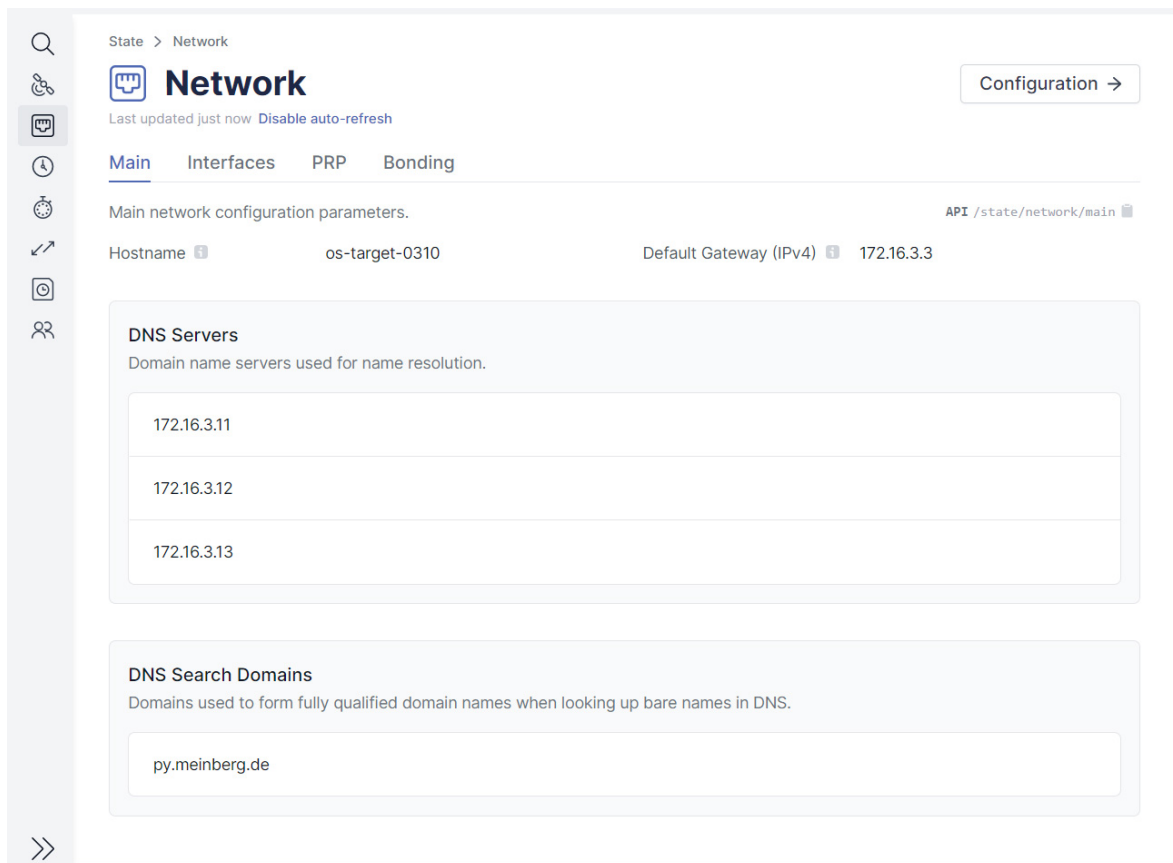 State > Network
Network
Configuration →
Last updated just now Disable auto-refresh
Main Interfaces PRP Bonding
Main network configuration parameters.
API /state/network/main
Hostname os-target-0310 Default Gateway (IPv4) 172.16.3.3
DNS Servers
Domain name servers used for name resolution.
172.16.3.11
172.16.3.12
172.16.3.13
DNS Search Domains
Domains used to form fully qualified domain names when looking up bare names in DNS.
py.meinberg.de